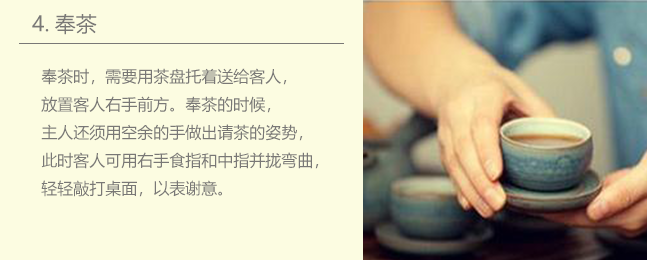 4. 奉茶
奉茶时，需要用茶盘托着送给客人，
放置客人右手前方。奉茶的时候，
主人还须用空余的手做出请茶的姿势，
此时客人可用右手食指和中指并拢弯曲，
轻轻敲打桌面，以表谢意。